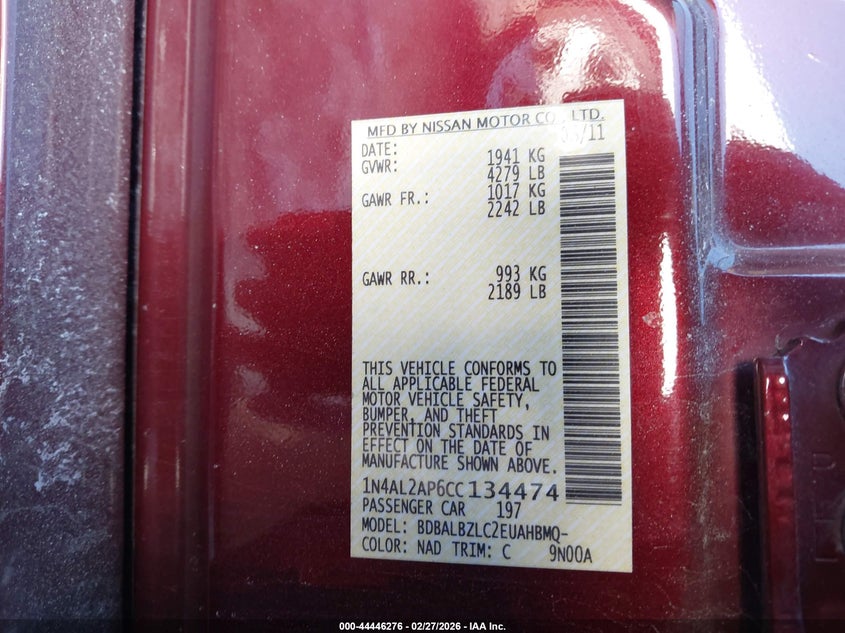 MFD BY NISSAN MOTOR CO., LTD.
DATE: /11
GVWR: 1941 KG
4279 LB
GAWR FR.: 1017 KG
2242 LB
GAWR RR.: 993 KG
2189 LB
THIS VEHICLE CONFORMS TO
ALL APPLICABLE FEDERAL
MOTOR VEHICLE SAFETY,
BUMPER, AND THEFT
PREVENTION STANDARDS IN
EFFECT ON THE DATE OF
MANUFACTURE SHOWN ABOVE.
1N4AL2AP6CC134474
PASSENGER CAR 197
MODEL: BDBALBZLC2EUAHBMQ-
COLOR: NAD TRIM: C 9N00A
000-44446276 - 02/27/2026 - IAA Inc.